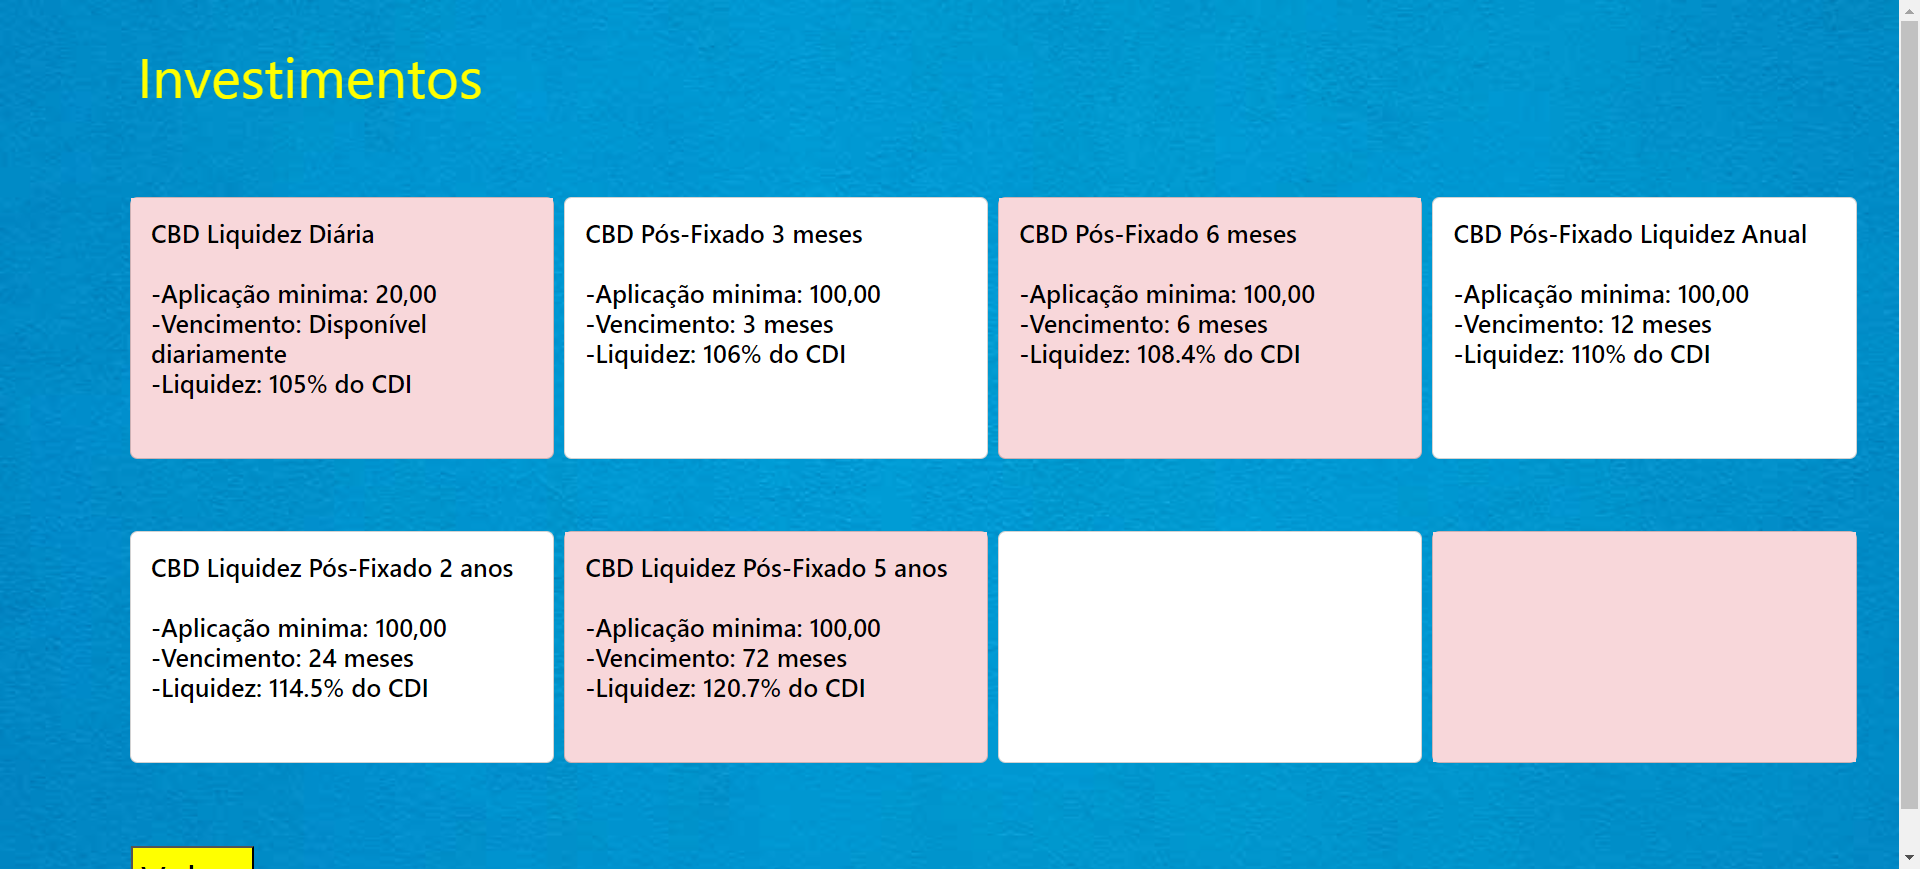 Investimentos
CBD Liquidez Diária
-Aplicação minima: 20,00
-Vencimento: Disponível
diariamente
-Liquidez: 105% do CDI
CBD Pós-Fixado 3 meses
-Aplicação minima: 100,00
-Vencimento: 3 meses
-Liquidez: 106% do CDI
CBD Pós-Fixado 6 meses
-Aplicação minima: 100,00
-Vencimento: 6 meses
-Liquidez: 108.4% do CDI
CBD Pós-Fixado Liquidez Anual
-Aplicação minima: 100,00
-Vencimento: 12 meses
-Liquidez: 110% do CDI
CBD Liquidez Pós-Fixado 2 anos
-Aplicação minima: 100,00
-Vencimento: 24 meses
-Liquidez: 114.5% do CDI
CBD Liquidez Pós-Fixado 5 anos
-Aplicação minima: 100,00
-Vencimento: 72 meses
-Liquidez: 120.7% do CDI